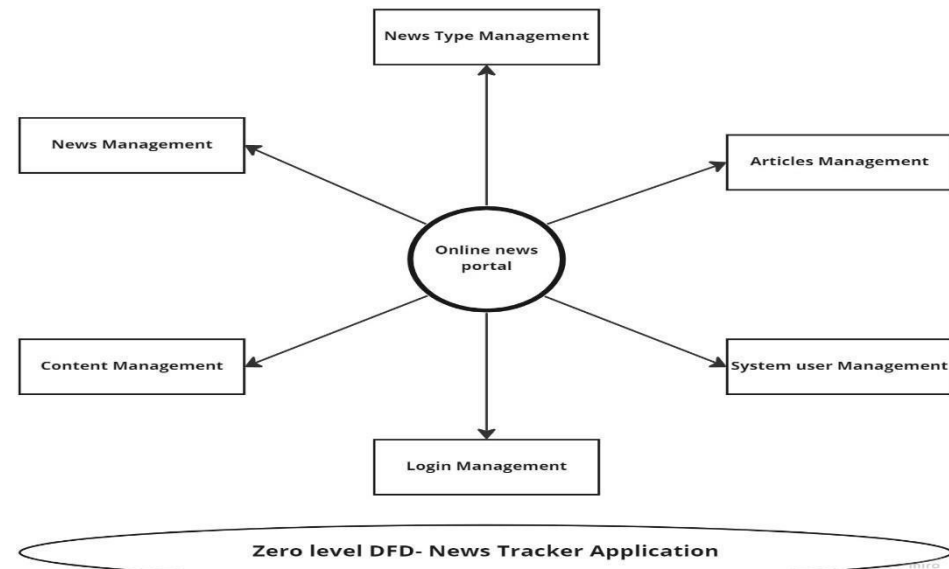 News Type Management
News Management
Articles Management
Online news
portal
Content Management
System user Management
Login Management
Zero level DFD- News Tracker Application
miro